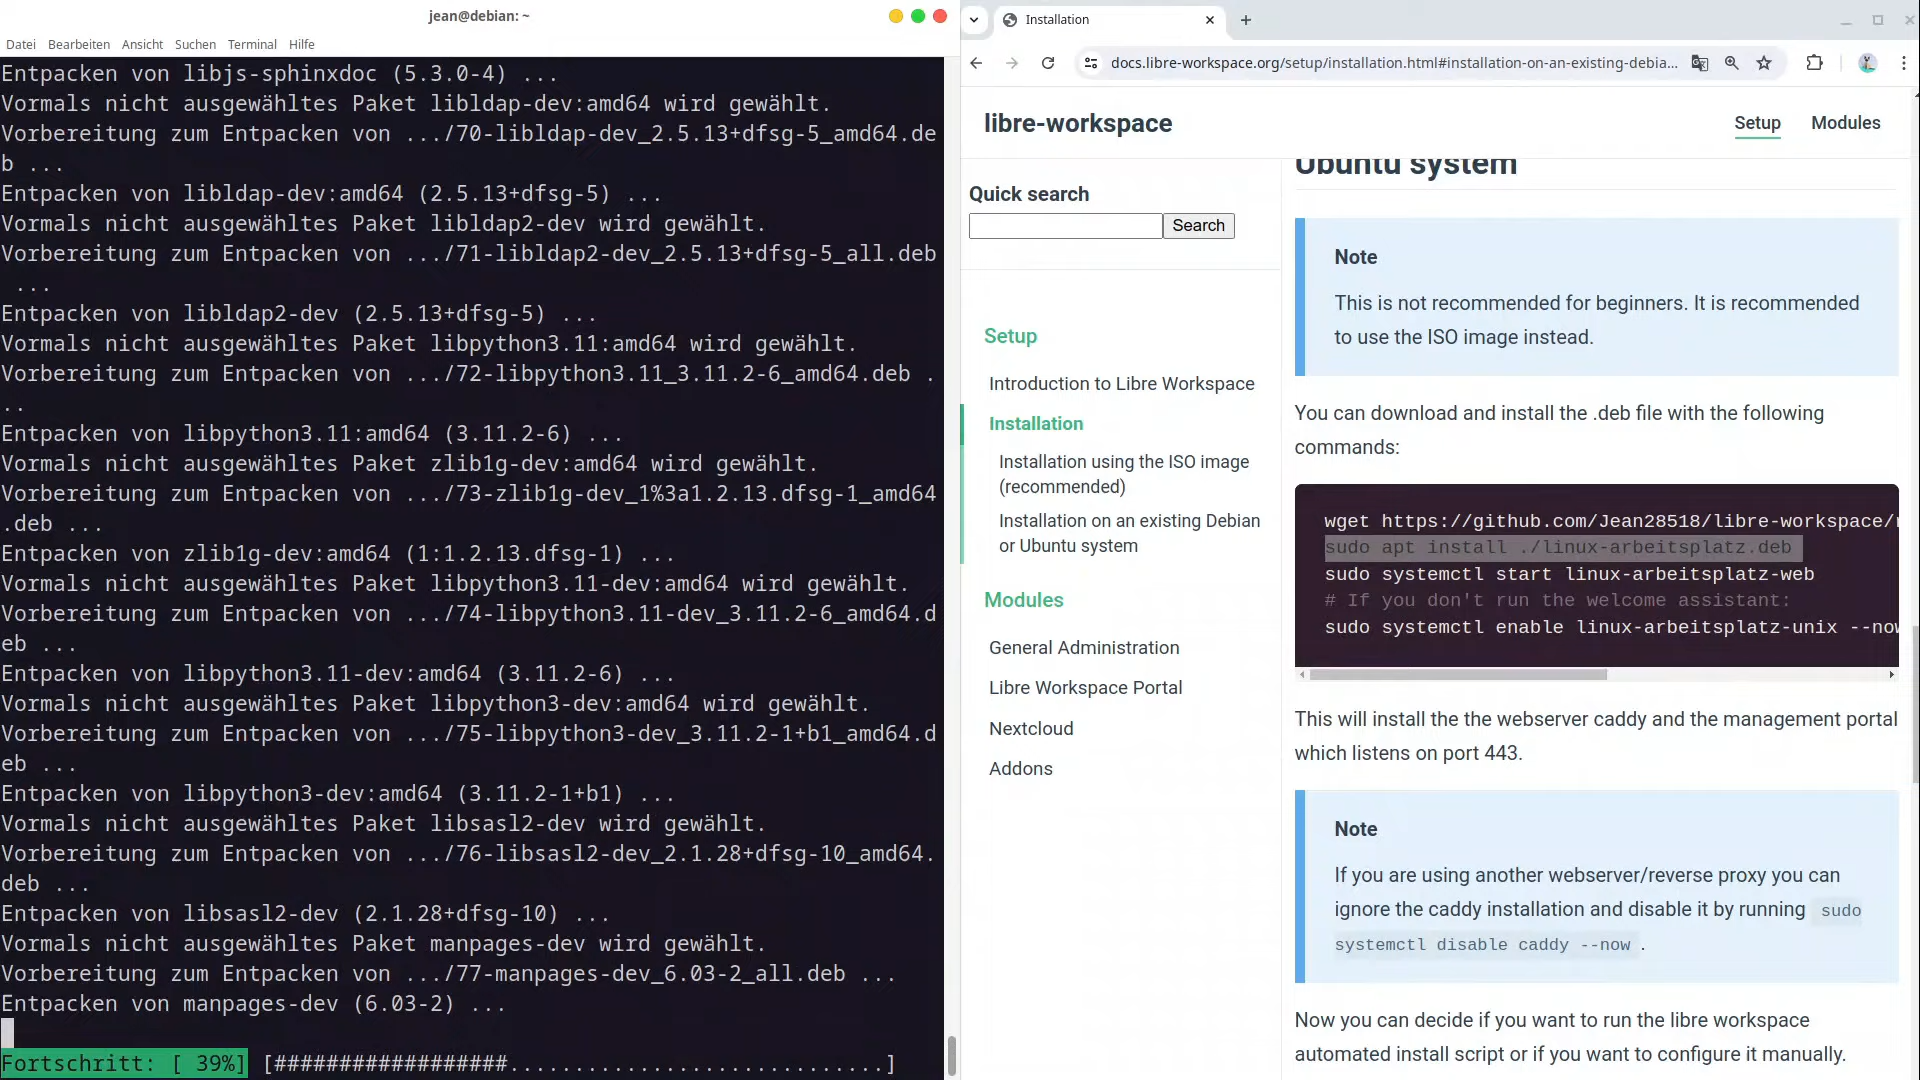 jean@debian: ~
Datei Bearbeiten Ansicht Suchen Terminal Hilfe
Entpacken von libjs-sphinxdoc (5.3.0-4) ...
Vormals nicht ausgewähltes Paket libldap-dev:amd64 wird gewählt.
Vorbereitung zum Entpacken von .../70-libldap-dev_2.5.13+dfsg-5_amd64.de
b ...
Entpacken von libldap-dev:amd64 (2.5.13+dfsg-5) ...
Vormals nicht ausgewähltes Paket libldap2-dev wird gewählt.
Vorbereitung zum Entpacken von .../71-libldap2-dev_2.5.13+dfsg-5_all.deb
...
Entpacken von libldap2-dev (2.5.13+dfsg-5) ...
Vormals nicht ausgewähltes Paket libpython3.11:amd64 wird gewählt.
Vorbereitung zum Entpacken von .../72-libpython3.11_3.11.2-6_amd64.deb .
..
Entpacken von libpython3.11:amd64 (3.11.2-6) ...
Vormals nicht ausgewähltes Paket zlib1g-dev:amd64 wird gewählt.
Vorbereitung zum Entpacken von .../73-zlib1g-dev_1%3a1.2.13.dfsg-1_amd64
.deb ...
Entpacken von zlib1g-dev:amd64 (1:1.2.13.dfsg-1) ...
Vormals nicht ausgewähltes Paket libpython3.11-dev:amd64 wird gewählt.
Vorbereitung zum Entpacken von .../74-libpython3.11-dev_3.11.2-6_amd64.d
eb ...
Entpacken von libpython3.11-dev:amd64 (3.11.2-6) ...
Vormals nicht ausgewähltes Paket libpython3-dev:amd64 wird gewählt.
Vorbereitung zum Entpacken von .../75-libpython3-dev_3.11.2-1+b1_amd64.d
eb ...
Entpacken von libpython3-dev:amd64 (3.11.2-1+b1) ...
Vormals nicht ausgewähltes Paket libsasl2-dev wird gewählt.
Vorbereitung zum Entpacken von .../76-libsasl2-dev_2.1.28+dfsg-10_amd64.
deb ...
Entpacken von libsasl2-dev (2.1.28+dfsg-10) ...
Vormals nicht ausgewähltes Paket manpages-dev wird gewählt.
Vorbereitung zum Entpacken von .../77-manpages-dev_6.03-2_all.deb ...
Entpacken von manpages-dev (6.03-2) ...
Fortschritt: [ 39%] [##################.............................]
Installation
docs.libre-workspace.org/setup/installation.html#installation-on-an-existing-debia...
libre-workspace
Setup Modules
Quick search
Search
Setup
Introduction to Libre Workspace
Installation
Installation using the ISO image
(recommended)
Installation on an existing Debian
or Ubuntu system
Modules
General Administration
Libre Workspace Portal
Nextcloud
Addons
Ubuntu system
Note
This is not recommended for beginners. It is recommended
to use the ISO image instead.
You can download and install the .deb file with the following
commands:
wget https://github.com/Jean28518/libre-workspace/
sudo apt install ./linux-arbeitsplatz.deb
sudo systemctl start linux-arbeitsplatz-web
# If you don't run the welcome assistant:
sudo systemctl enable linux-arbeitsplatz-unix --now
This will install the the webserver caddy and the management portal
which listens on port 443.
Note
If you are using another webserver/reverse proxy you can
ignore the caddy installation and disable it by running sudo
systemctl disable caddy --now .
Now you can decide if you want to run the libre workspace
automated install script or if you want to configure it manually.